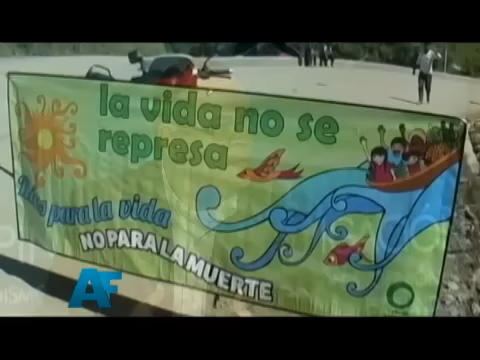 la vida no se
represa
Ríos para la vida
NO PARA LA MUERTE
AF